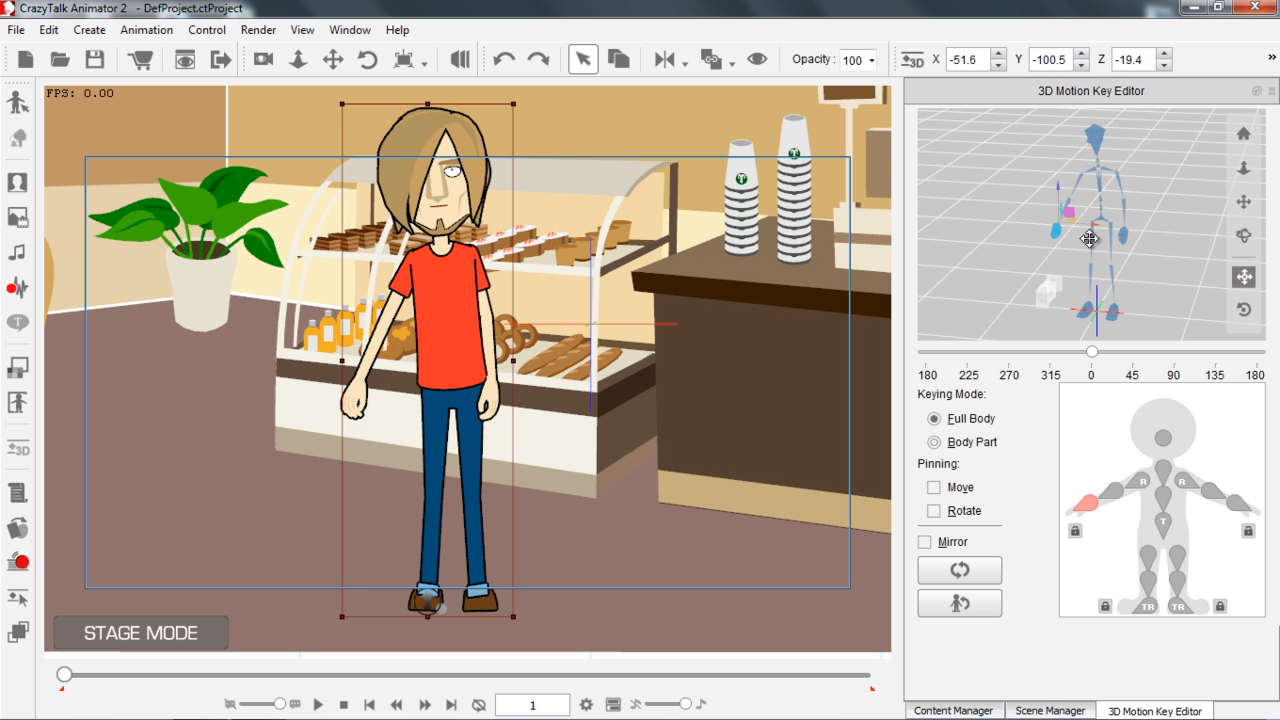 CrazyTalk Animator 2 - DefProject.ctProject
File Edit Create Animation Control Render View Window Help
Opacity : 100 3D X -51.6 Y -100.5 Z -19.4 »
FPS: 0.00
3D Motion Key Editor
T T
180 225 270 315 0 45 90 135 180
Keying Mode:
Full Body
Body Part
Pinning:
Move
Rotate
Mirror
R R
T
TR TR
3D
STAGE MODE
1
Content Manager Scene Manager 3D Motion Key Editor